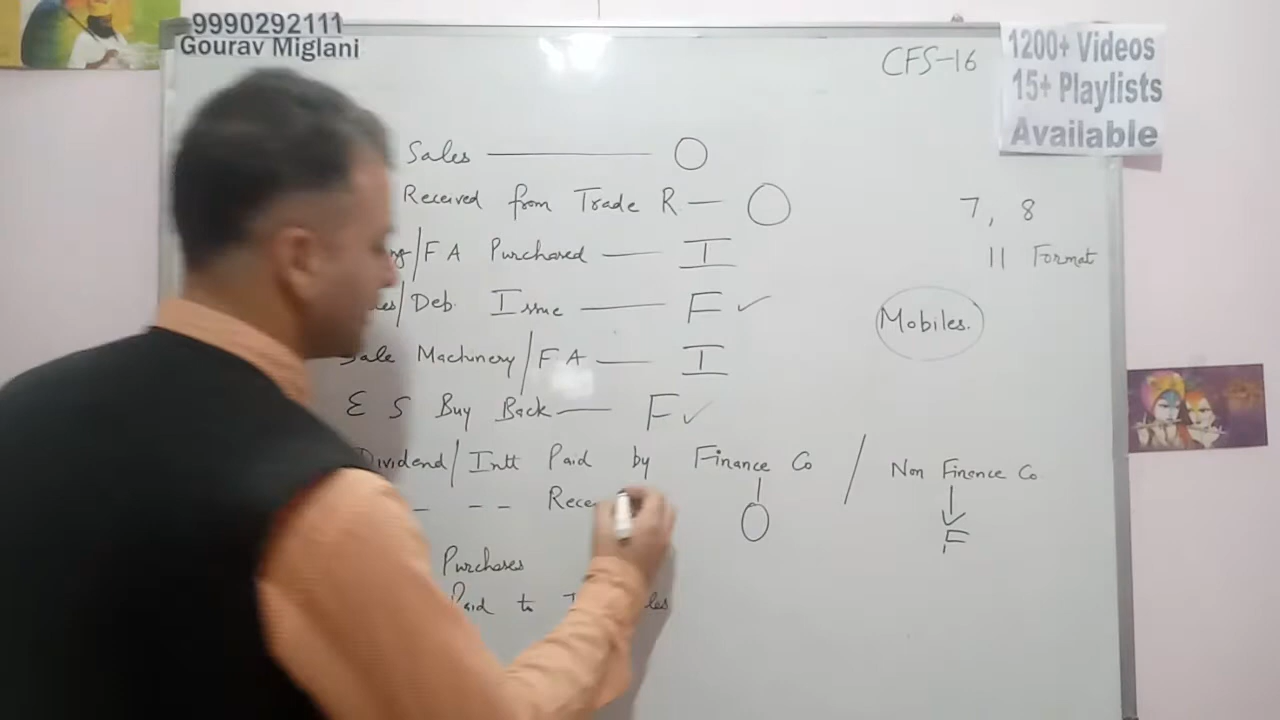 9990292111
Gourav Miglani
CFS-16
1200+ Videos
15+ Playlists
Available
Sales — O
Received from Trade R — O
/F A Purchased — I
/Deb. Issue — F ✓
Sale Machinery/F A — I
E S Buy Back — F ✓
Dividend/Intt Paid by Finance Co / Non Finance Co
O
F
- - - Rece
Purchases
Paid to
7, 8
11 Format
Mobiles.